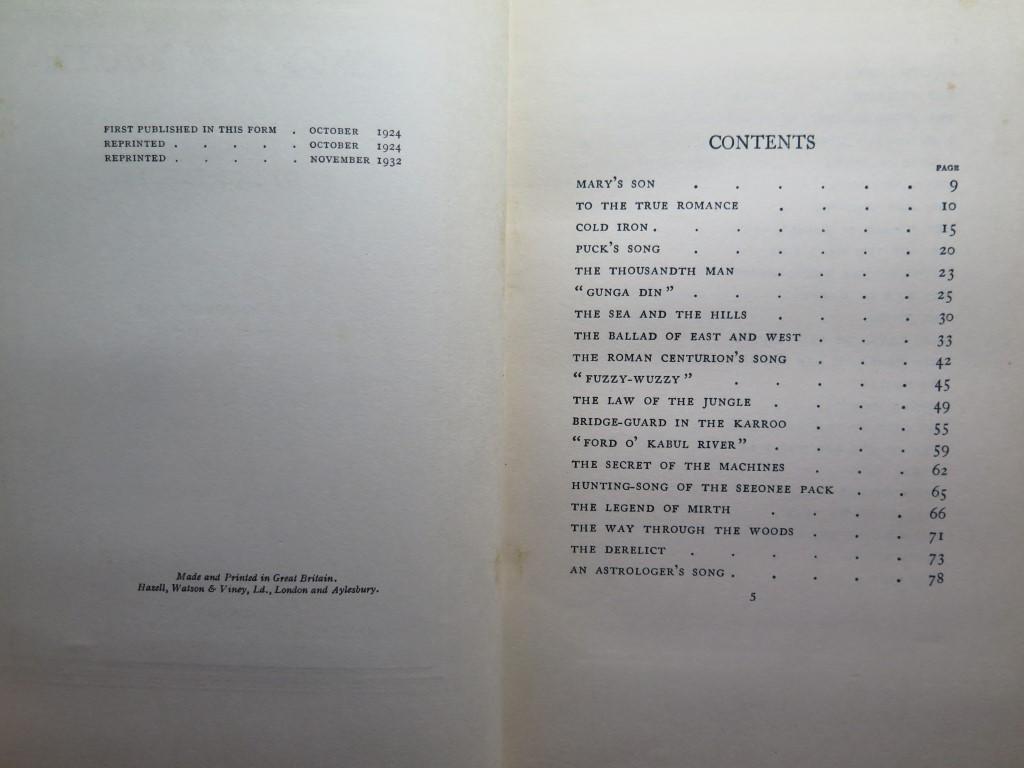 FIRST PUBLISHED IN THIS FORM . OCTOBER 1924
REPRINTED . . . . . OCTOBER 1924
REPRINTED . . . . . NOVEMBER 1932
Made and Printed in Great Britain.
Hazell, Watson & Viney, Ld., London and Aylesbury.
CONTENTS
PAGE
MARY'S SON . . . . . . 9
TO THE TRUE ROMANCE . . . . 10
COLD IRON . . . . . . . 15
PUCK'S SONG . . . . . . 20
THE THOUSANDTH MAN . . . . 23
"GUNGA DIN" . . . . . . 25
THE SEA AND THE HILLS . . . . 30
THE BALLAD OF EAST AND WEST . . . 33
THE ROMAN CENTURION'S SONG . . . 42
"FUZZY-WUZZY" . . . . . 45
THE LAW OF THE JUNGLE . . . . 49
BRIDGE-GUARD IN THE KARROO . . . 55
"FORD O' KABUL RIVER" . . . . 59
THE SECRET OF THE MACHINES . . . 62
HUNTING-SONG OF THE SEEONEE PACK . . 65
THE LEGEND OF MIRTH . . . . 66
THE WAY THROUGH THE WOODS . . . 71
THE DERELICT . . . . . . 73
AN ASTROLOGER'S SONG . . . . . 78
5